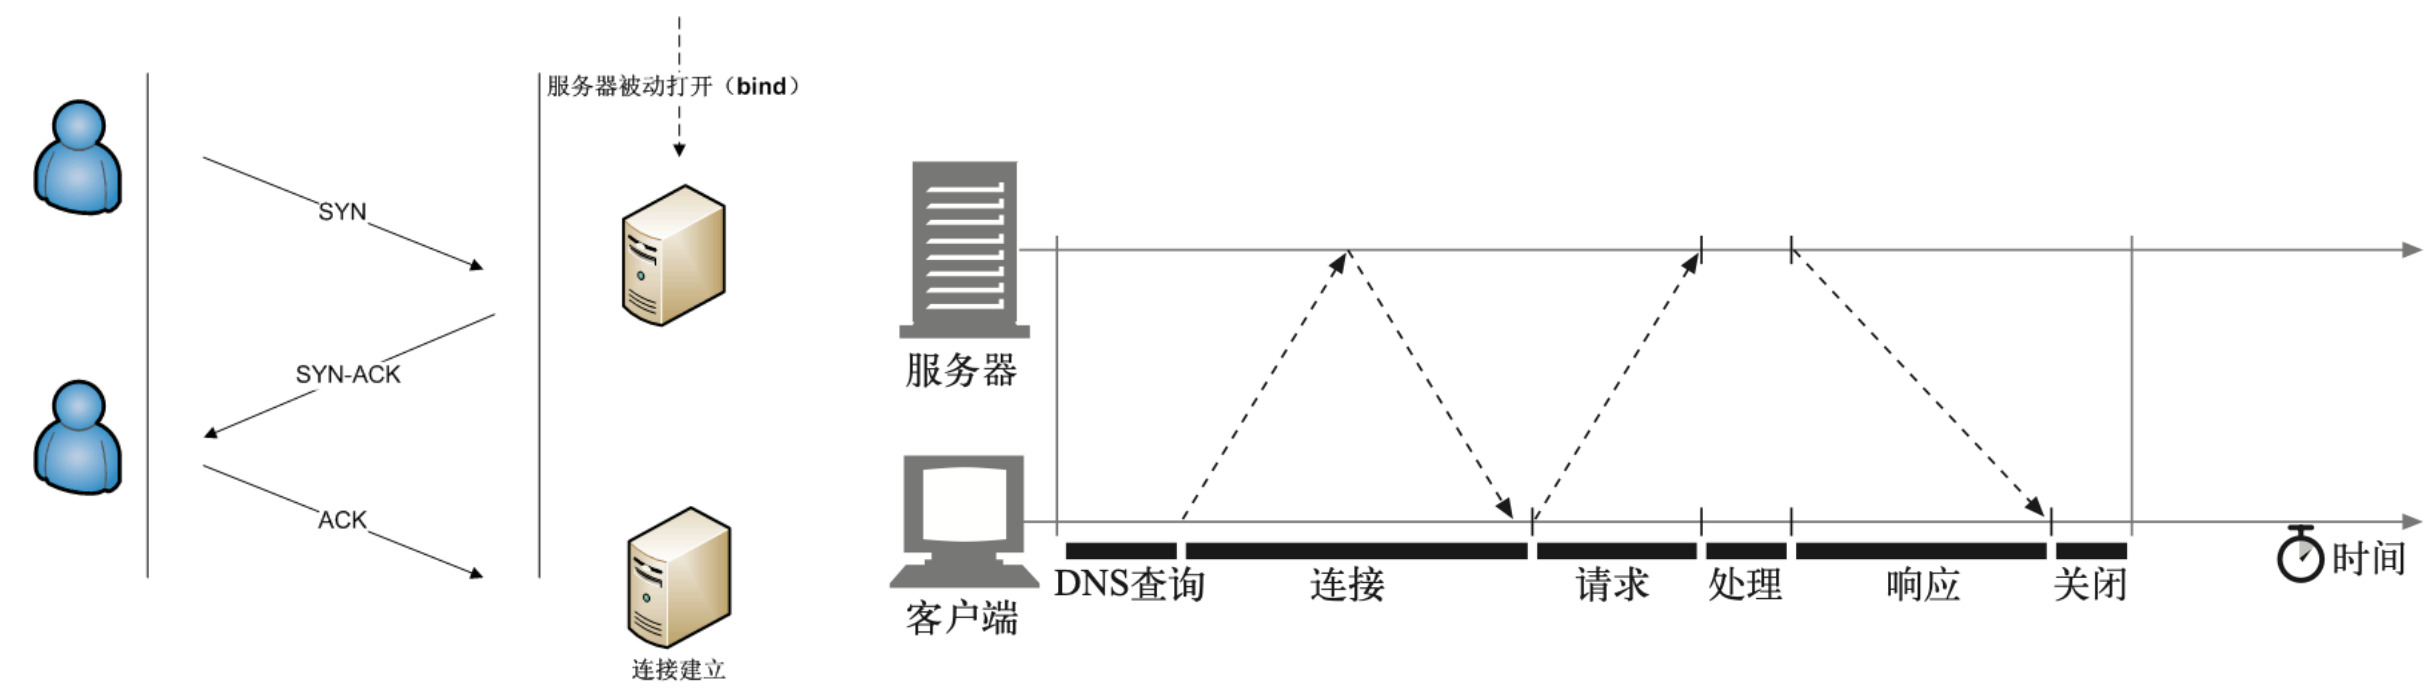 服务器被动打开（bind）
SYN
SYN-ACK
ACK
连接建立
服务器
客户端
DNS查询 连接 请求 处理 响应 关闭
时间